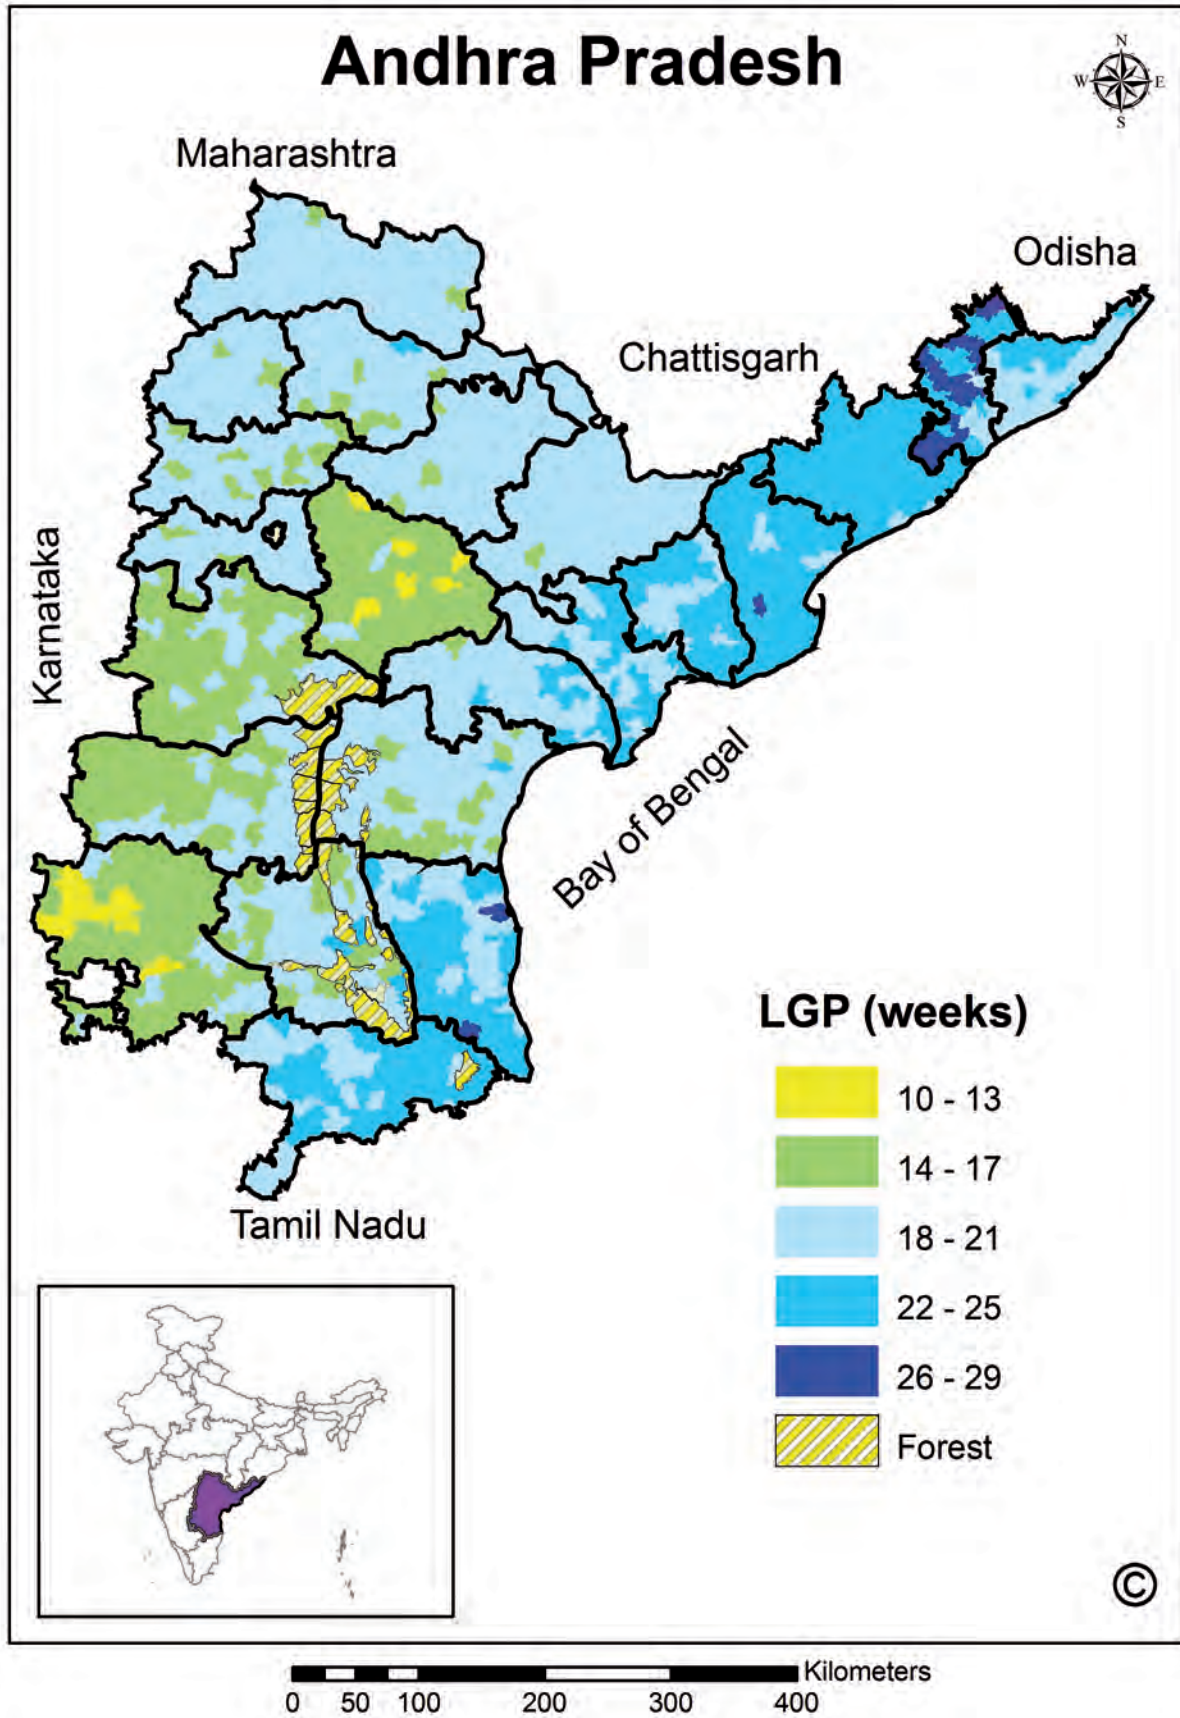 Andhra Pradesh
N
W E
S
Maharashtra
Odisha
Chattisgarh
Karnataka
Bay of Bengal
Tamil Nadu
LGP (weeks)
10 - 13
14 - 17
18 - 21
22 - 25
26 - 29
Forest
©
Kilometers
0 50 100 200 300 400